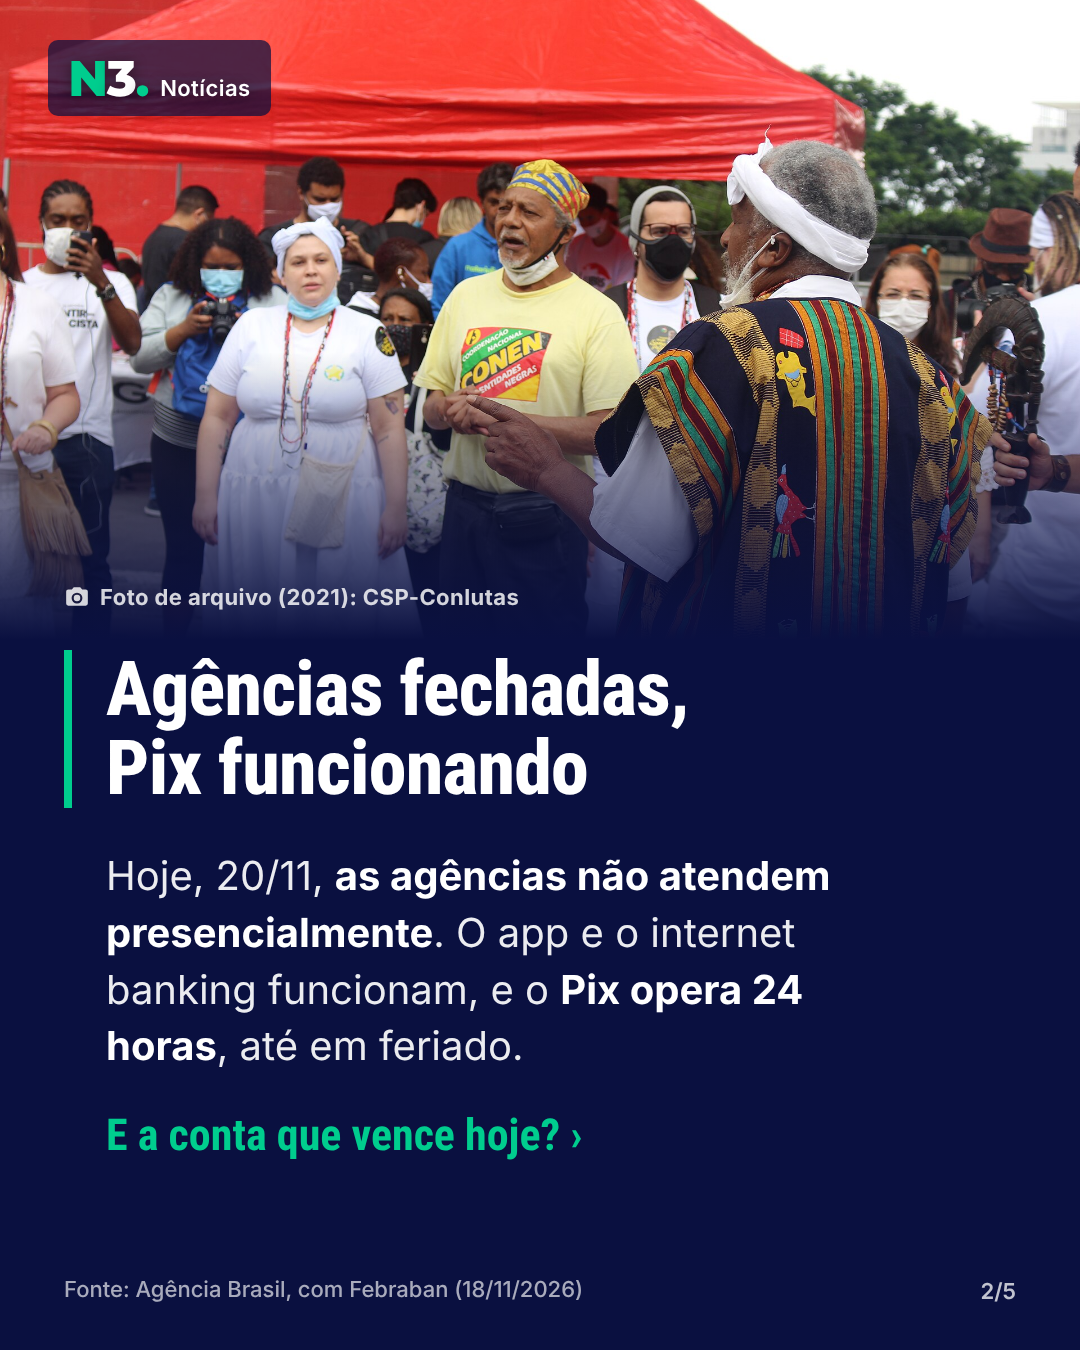 N3. Notícias
NTIR
CISTA
COORDENAÇÃO
NACIONAL
CONEN
ENTIDADES
NEGRAS
Foto de arquivo (2021): CSP-Conlutas
Agências fechadas,
Pix funcionando
Hoje, 20/11, as agências não atendem
presencialmente. O app e o internet
banking funcionam, e o Pix opera 24
horas, até em feriado.
E a conta que vence hoje? ›
Fonte: Agência Brasil, com Febraban (18/11/2026)
2/5